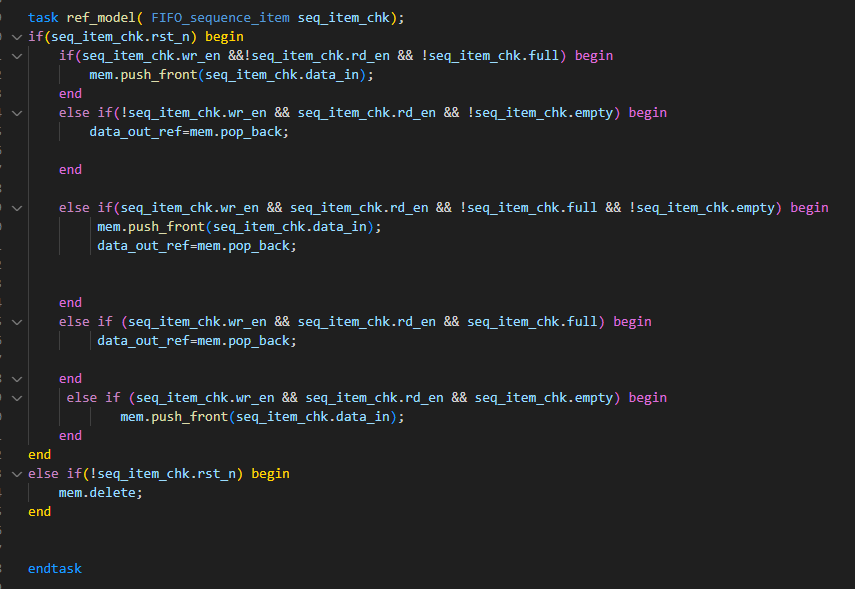 task ref_model( FIFO_sequence_item seq_item_chk);
if(seq_item_chk.rst_n) begin
if(seq_item_chk.wr_en &&!seq_item_chk.rd_en && !seq_item_chk.full) begin
mem.push_front(seq_item_chk.data_in);
end
else if(!seq_item_chk.wr_en && seq_item_chk.rd_en && !seq_item_chk.empty) begin
data_out_ref=mem.pop_back;
end
else if(seq_item_chk.wr_en && seq_item_chk.rd_en && !seq_item_chk.full && !seq_item_chk.empty) begin
mem.push_front(seq_item_chk.data_in);
data_out_ref=mem.pop_back;
end
else if (seq_item_chk.wr_en && seq_item_chk.rd_en && seq_item_chk.full) begin
data_out_ref=mem.pop_back;
end
else if (seq_item_chk.wr_en && seq_item_chk.rd_en && seq_item_chk.empty) begin
mem.push_front(seq_item_chk.data_in);
end
end
else if(!seq_item_chk.rst_n) begin
mem.delete;
end
endtask